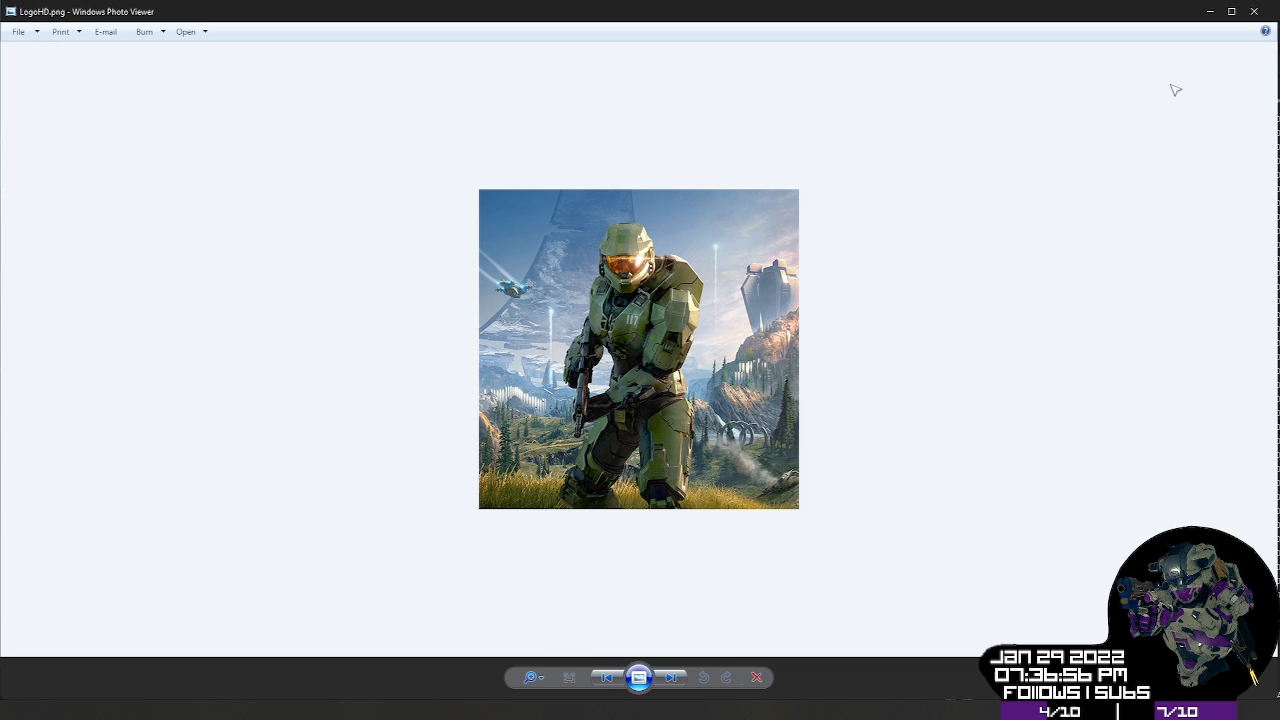 LogoHD.png - Windows Photo Viewer
File Print E-mail Burn Open
117
Jan 29 2022
07:36:56 PM
Follows | Subs
4/10 | 7/10